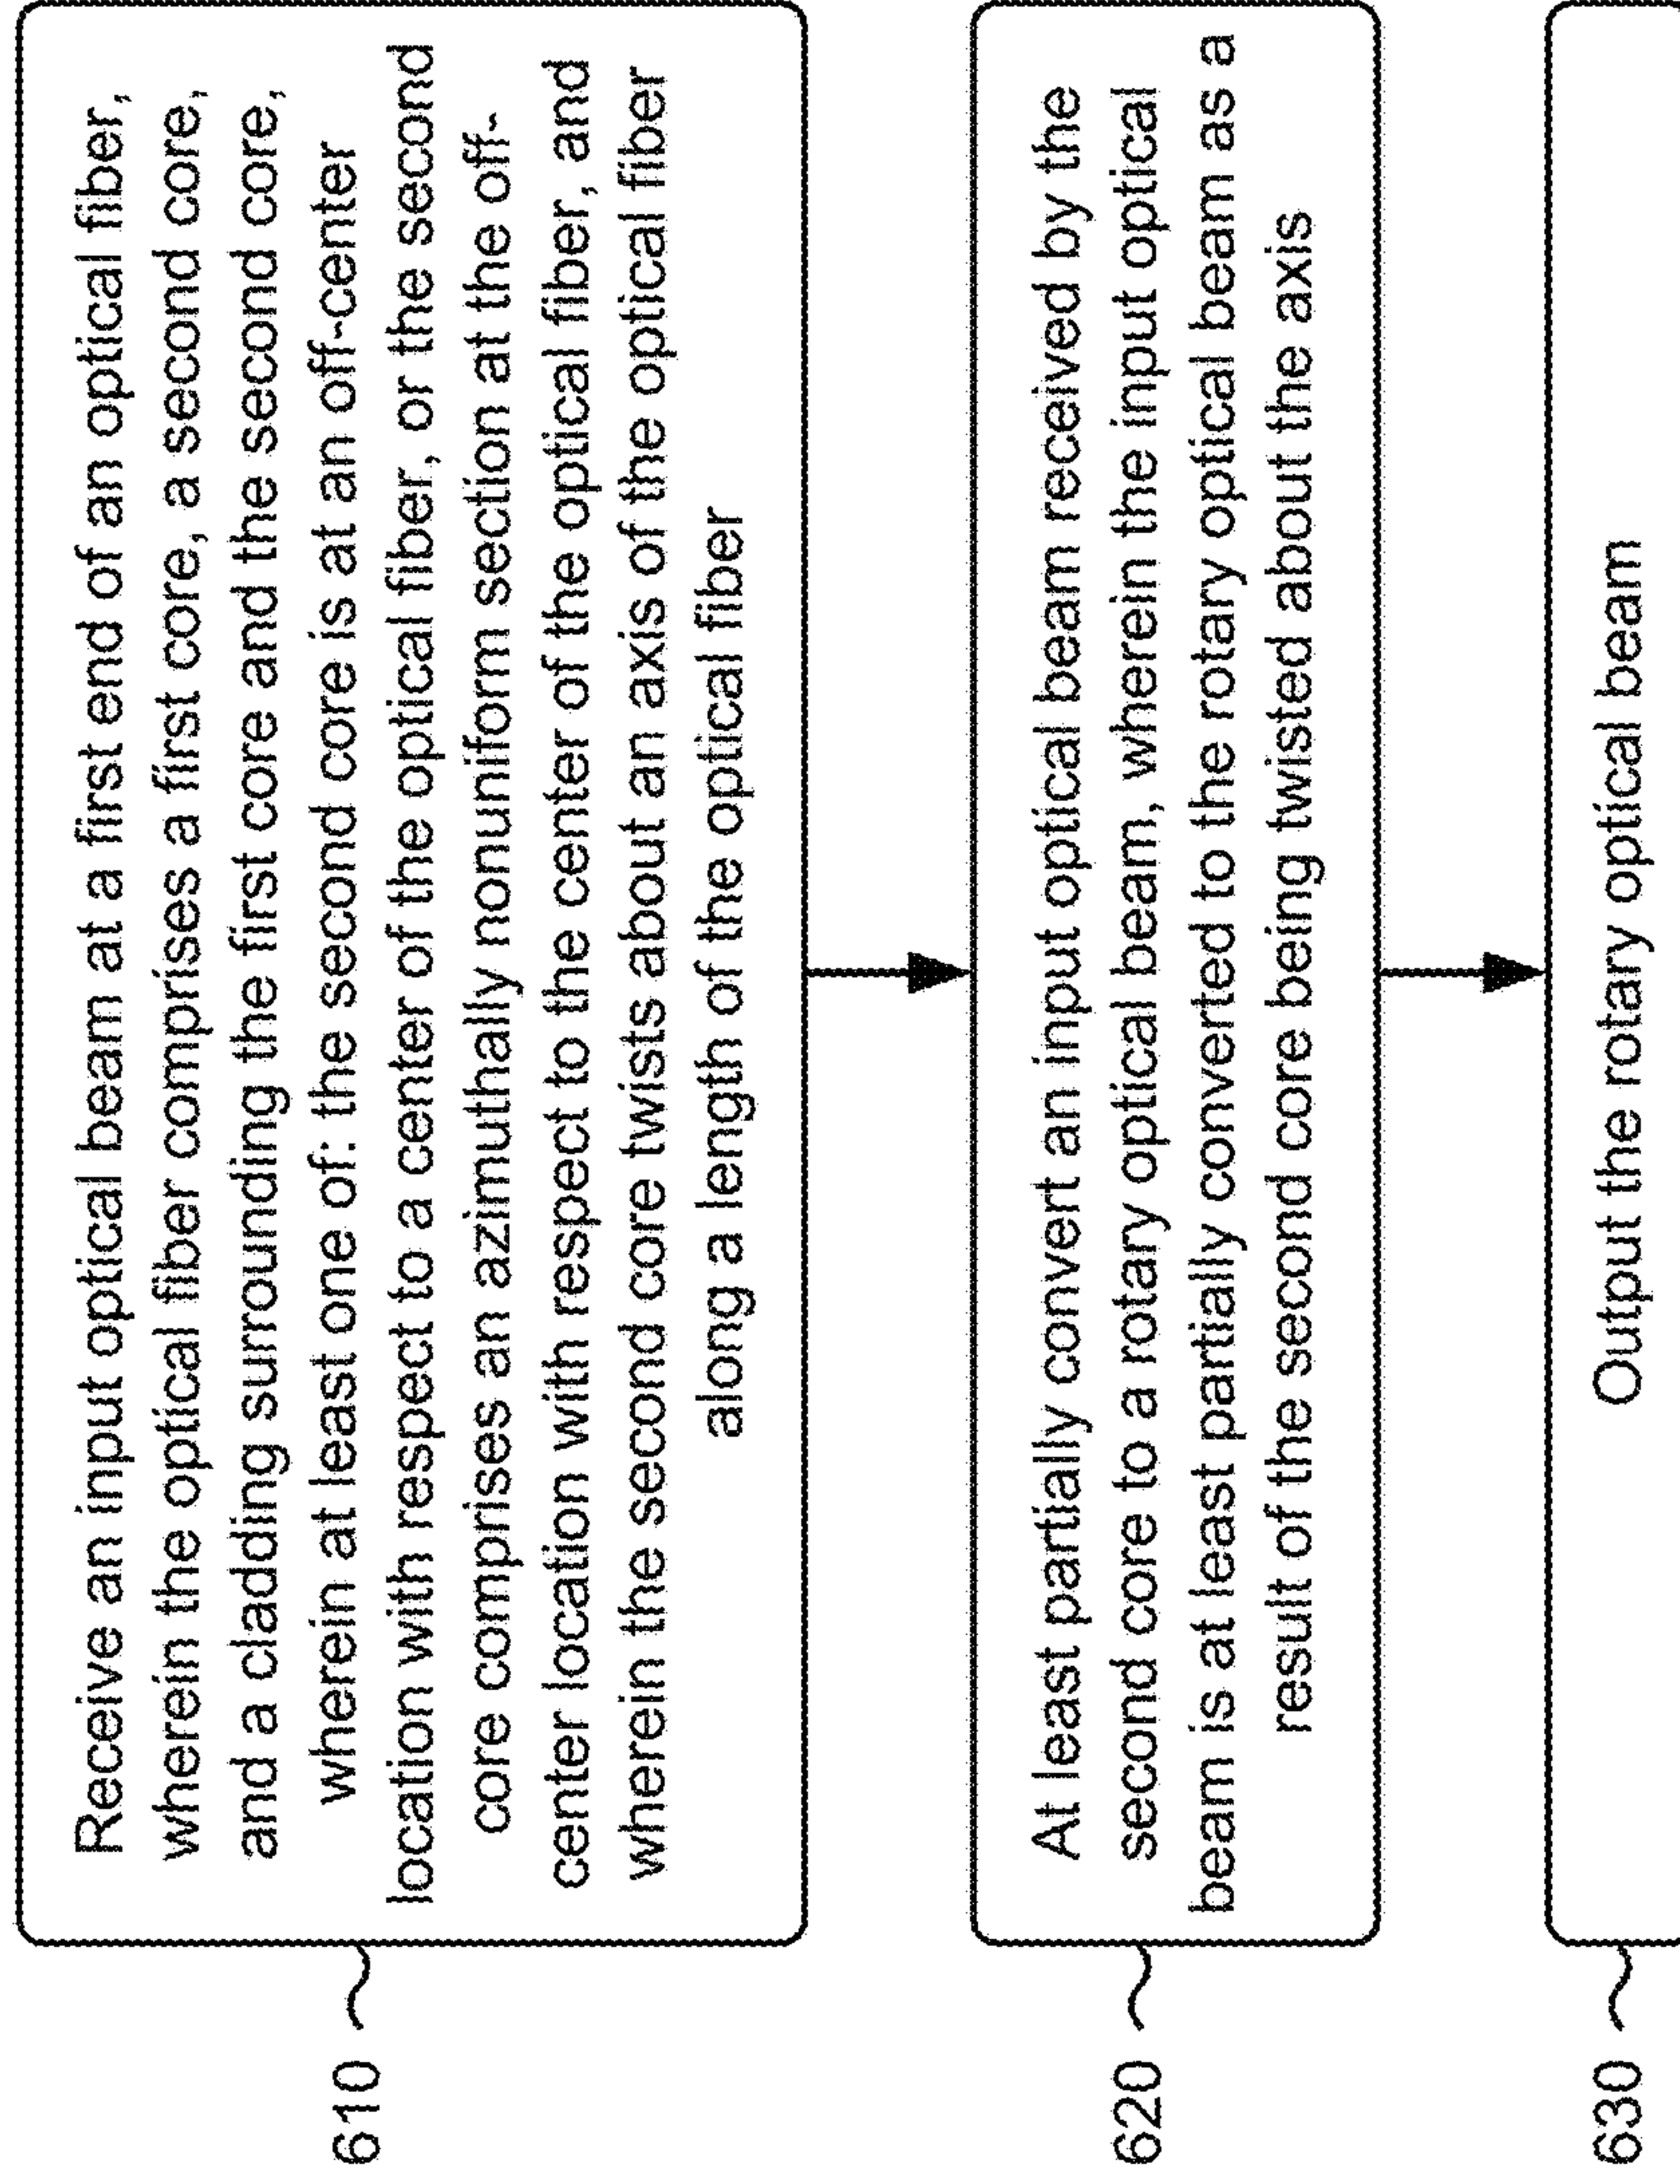 610
Receive an input optical beam at a first end of an optical fiber,
wherein the optical fiber comprises a first core, a second core,
and a cladding surrounding the first core and the second core,
wherein at least one of: the second core is at an off-center
location with respect to a center of the optical fiber, or the second
core comprises an azimuthally nonuniform section at the off-
center location with respect to the center of the optical fiber, and
wherein the second core twists about an axis of the optical fiber
along a length of the optical fiber
620
At least partially convert an input optical beam received by the
second core to a rotary optical beam, wherein the input optical
beam is at least partially converted to the rotary optical beam as a
result of the second core being twisted about the axis
630
Output the rotary optical beam